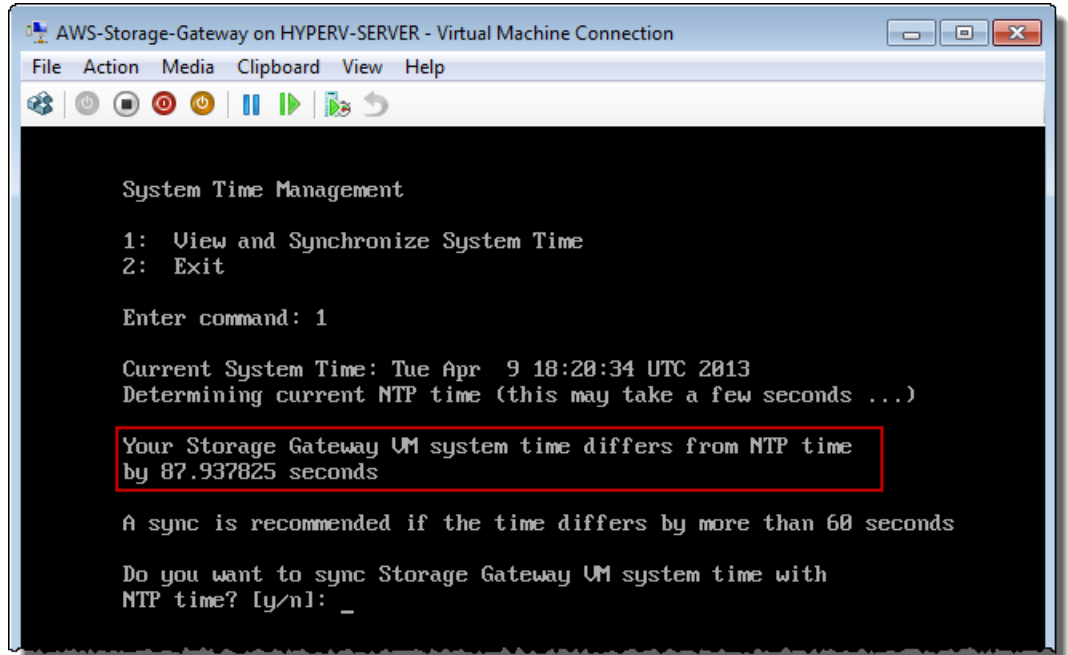 AWS-Storage-Gateway on HYPERV-SERVER - Virtual Machine Connection
File Action Media Clipboard View Help
System Time Management
1: View and Synchronize System Time
2: Exit
Enter command: 1
Current System Time: Tue Apr  9 18:20:34 UTC 2013
Determining current NTP time (this may take a few seconds ...)
Your Storage Gateway VM system time differs from NTP time
by 87.937825 seconds
A sync is recommended if the time differs by more than 60 seconds
Do you want to sync Storage Gateway VM system time with
NTP time? [y/n]: _